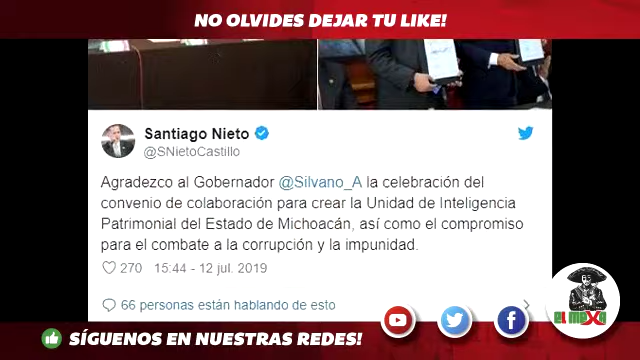 NO OLVIDES DEJAR TU LIKE!
Santiago Nieto
@SNietoCastillo
Agradezco al Gobernador @Silvano_A la celebración del
convenio de colaboración para crear la Unidad de Inteligencia
Patrimonial del Estado de Michoacán, así como el compromiso
para el combate a la corrupción y la impunidad.
270 15:44 - 12 jul. 2019
66 personas están hablando de esto
EL MEXA
SÍGUENOS EN NUESTRAS REDES!